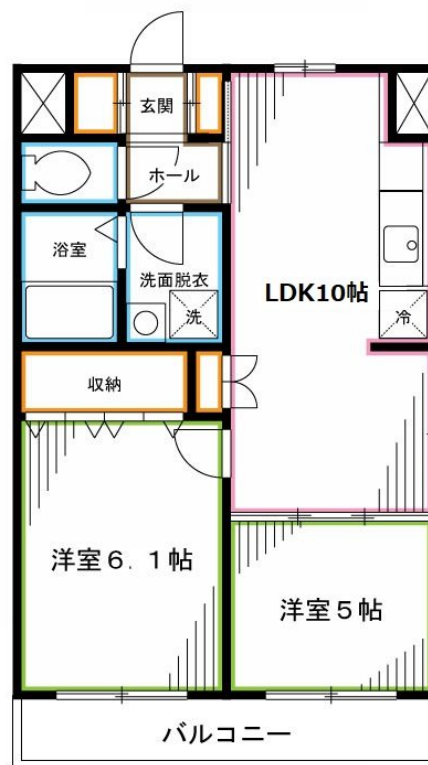 玄関
ホール
浴室
洗面脱衣
洗
LDK10帖
冷
収納
洋室6.1帖
洋室5帖
バルコニー